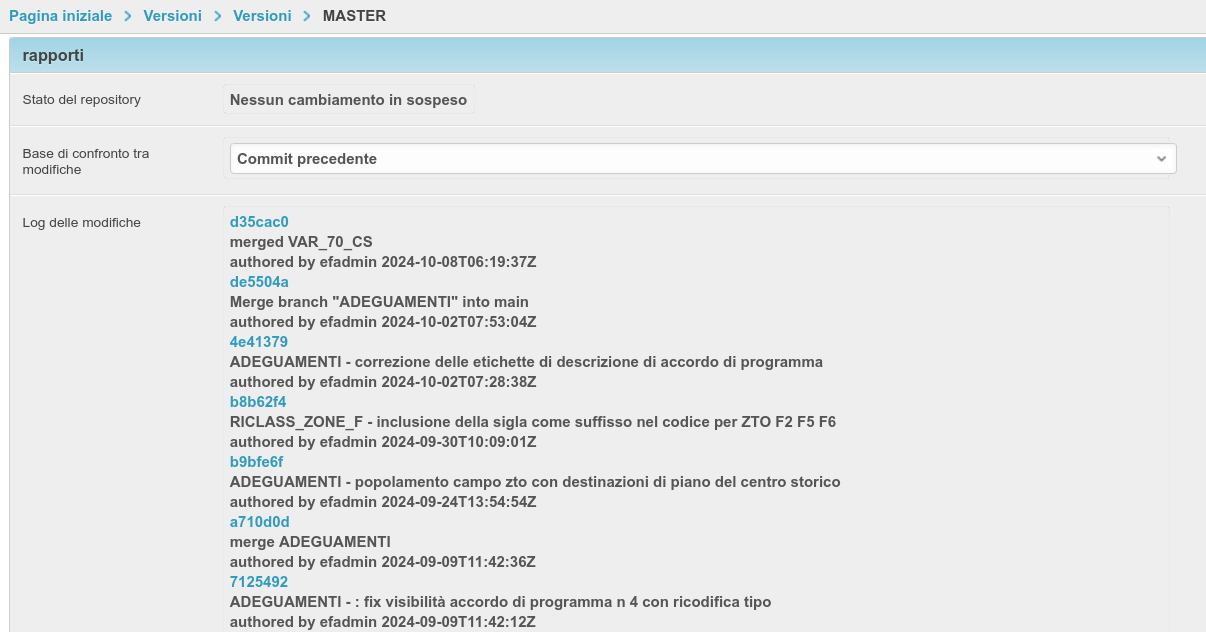 Pagina iniziale > Versioni > Versioni > MASTER
rapporti
Stato del repository
Nessun cambiamento in sospeso
Base di confronto tra
modifiche
Commit precedente
Log delle modifiche
d35cac0
merged VAR_70_CS
authored by efadmin 2024-10-08T06:19:37Z
de5504a
Merge branch "ADEGUAMENTI" into main
authored by efadmin 2024-10-02T07:53:04Z
4e41379
ADEGUAMENTI - correzione delle etichette di descrizione di accordo di programma
authored by efadmin 2024-10-02T07:28:38Z
b8b62f4
RICLASS_ZONE_F - inclusione della sigla come suffisso nel codice per ZTO F2 F5 F6
authored by efadmin 2024-09-30T10:09:01Z
b9bfe6f
ADEGUAMENTI - popolamento campo zto con destinazioni di piano del centro storico
authored by efadmin 2024-09-24T13:54:54Z
a710d0d
merge ADEGUAMENTI
authored by efadmin 2024-09-09T11:42:36Z
7125492
ADEGUAMENTI - : fix visibilità accordo di programma n 4 con ricodifica tipo
authored by efadmin 2024-09-09T11:42:12Z